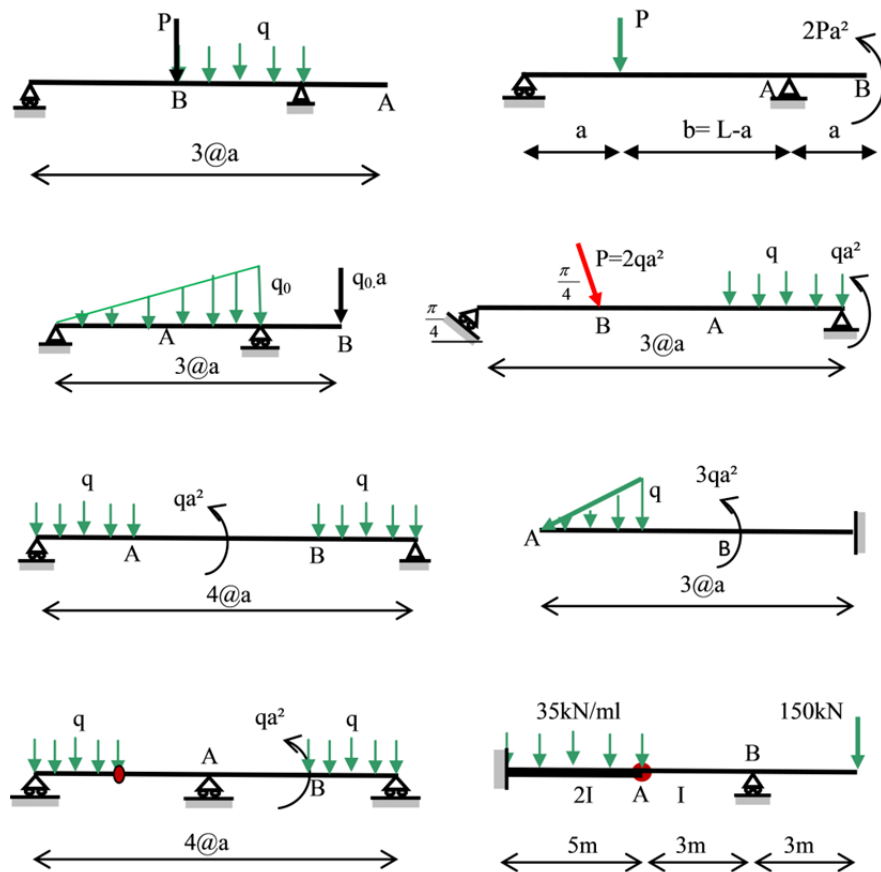 P q
B A
3@a
P 2Pa²
A B
a b= L-a a
q₀ q₀.a
A B
3@a
π/4 P=2qa² q qa²
π/4 B A
3@a
q qa² q
A B
4@a
q 3qa²
A B
3@a
q A qa² q
B
4@a
35kN/ml 150kN
B
2I A I
5m 3m 3m